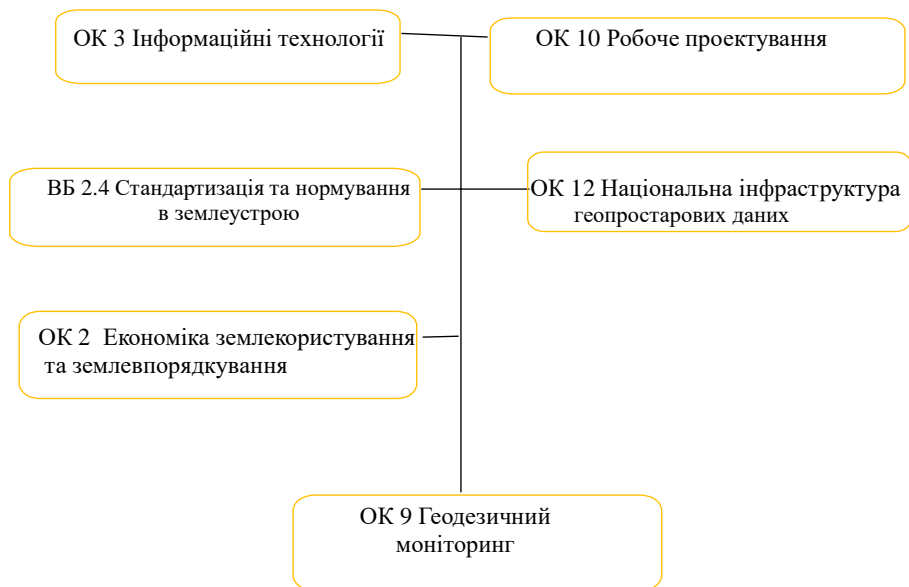 ОК 3 Інформаційні технології
ОК 10 Робоче проектування
ВБ 2.4 Стандартизація та нормування
в землеустрою
ОК 12 Національна інфраструктура
геопростарових даних
ОК 2 Економіка землекористування
та землевпорядкування
ОК 9 Геодезичний
моніторинг